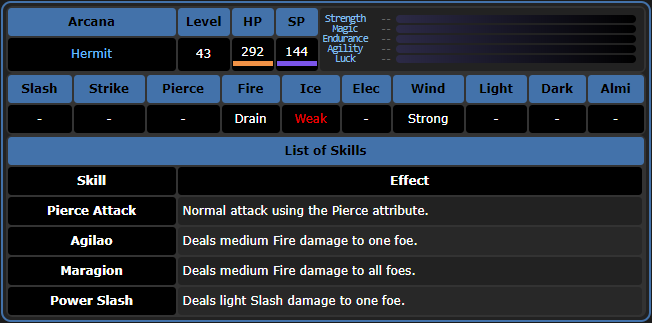 Arcana Level HP SP
Hermit 43 292 144
Strength --
Magic --
Endurance --
Agility --
Luck --
Slash Strike Pierce Fire Ice Elec Wind Light Dark Almi
- - - Drain Weak - Strong - - -
List of Skills
Skill Effect
Pierce Attack Normal attack using the Pierce attribute.
Agilao Deals medium Fire damage to one foe.
Maragion Deals medium Fire damage to all foes.
Power Slash Deals light Slash damage to one foe.